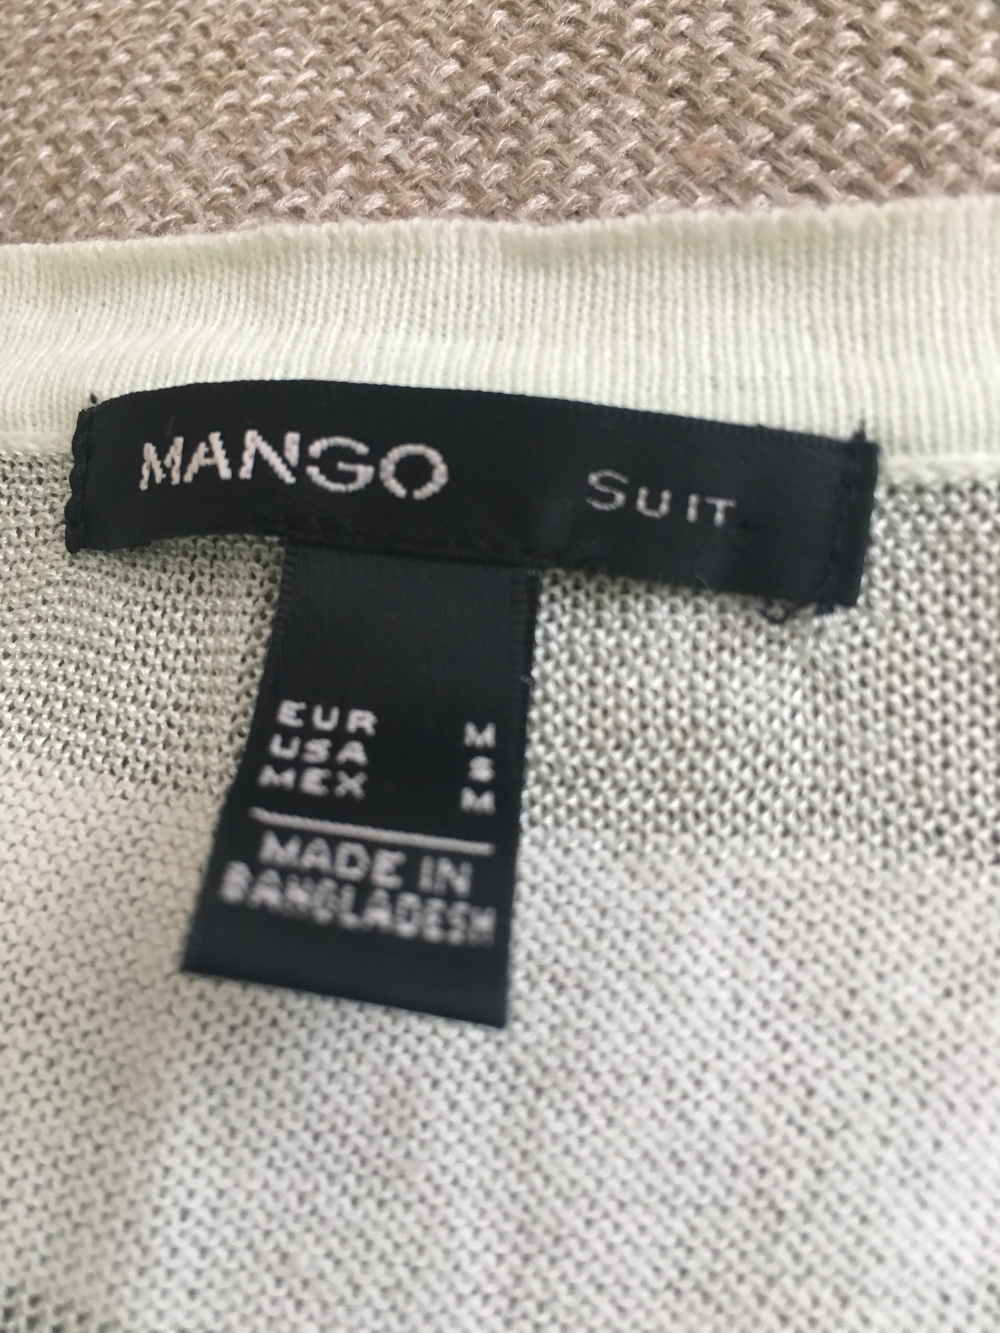 MANGO SUIT
EUR M
USA S
MEX M
MADE IN
BANGLADESH